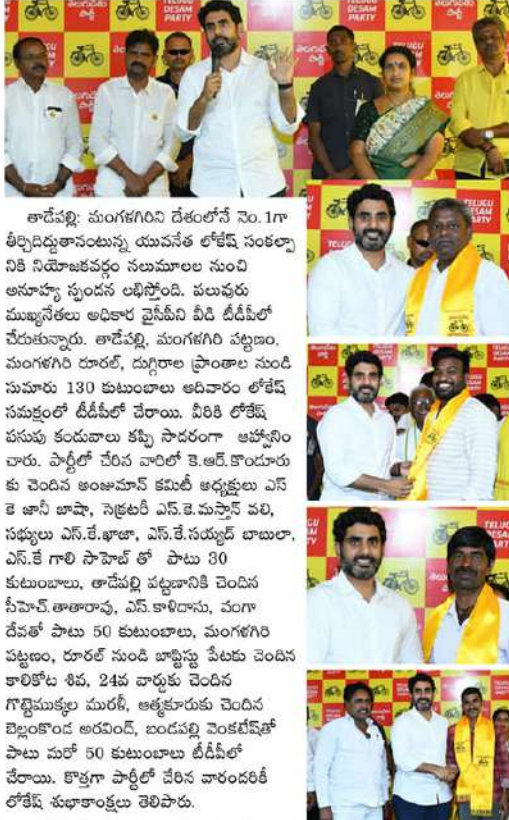 తెలుగుదేశం
పార్టీ
TELUGU
DESAM
PARTY
తాడేపల్లి: మంగళగిరిని దేశంలోనే నెం.1గా
తీర్చిదిద్దుతానంటున్న యువనేత లోకేష్ సంకల్పా
నికి నియోజకవర్గం నలుమూలల నుంచి
అనూహ్య స్పందన లభిస్తోంది. పలువురు
ముఖ్యనేతలు అధికార వైసీపీని వీడి టీడీపీలో
చేరుతున్నారు. తాడేపల్లి, మంగళగిరి పట్టణం,
మంగళగిరి రూరల్, దుగ్గిరాల ప్రాంతాల నుండి
సుమారు 130 కుటుంబాలు ఆదివారం లోకేష్
సమక్షంలో టీడీపీలో చేరాయి. వీరికి లోకేష్
పసుపు కండువాలు కప్పి సాదరంగా ఆహ్వానిం
చారు. పార్టీలో చేరిన వారిలో కె.ఆర్.కొండూరు
కు చెందిన అంజుమాన్ కమిటీ అధ్యక్షులు ఎస్
కె జానీ బాషా, సెక్రటరీ ఎస్.కె.మస్తాన్ వలి,
సభ్యులు ఎస్.కే.ఖాజా, ఎస్.కే.సయ్యద్ బాబులా,
ఎస్.కే గాలి సాహెబ్ తో పాటు 30
కుటుంబాలు, తాడేపల్లి పట్టణానికి చెందిన
సీహెచ్.తాతారావు, ఎస్.కాళిదాసు, వంగా
దేవతో పాటు 50 కుటుంబాలు, మంగళగిరి
పట్టణం, రూరల్ నుండి బాప్టిస్టు పేటకు చెందిన
కాలికోట శివ, 24వ వార్డుకు చెందిన
గొట్టెముక్కల మురళీ, ఆత్మకూరుకు చెందిన
బెల్లంకొండ అరవింద్, బండపల్లి వెంకటేష్‌తో
పాటు మరో 50 కుటుంబాలు టీడీపీలో
చేరాయి. కొత్తగా పార్టీలో చేరిన వారందరికీ
లోకేష్ శుభాకాంక్షలు తెలిపారు.
TELUGU
DESAM
PARTY